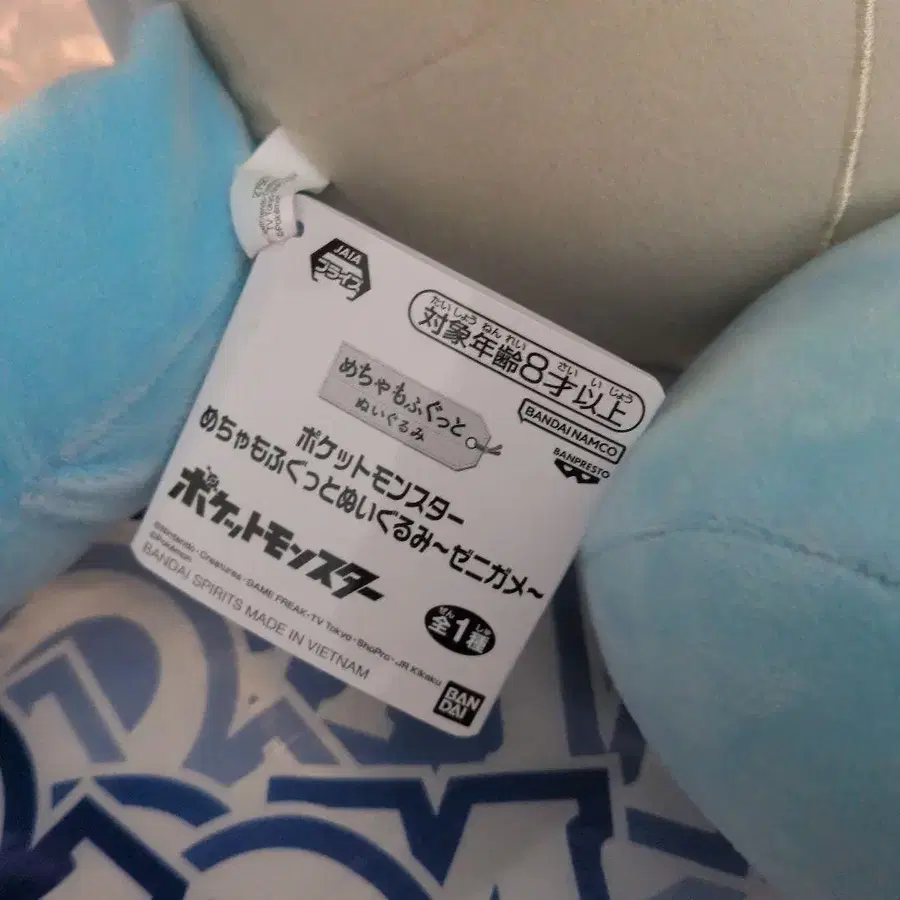 JAIA
プライズ
たいしょうねんれい さい いじょう
対象年齢8才以上
めちゃもふぐっと
ぬいぐるみ
BANDAI NAMCO
BANPRESTO
ポケットモンスター
めちゃもふぐっとぬいぐるみ～ゼニガメ～
ポケットモンスター
©Nintendo・Creatures・GAME FREAK・TV Tokyo・ShoPro・JR Kikaku
©Pokémon
BANDAI SPIRITS MADE IN VIETNAM
ぜん しゅ
全1種
BAN
DAI